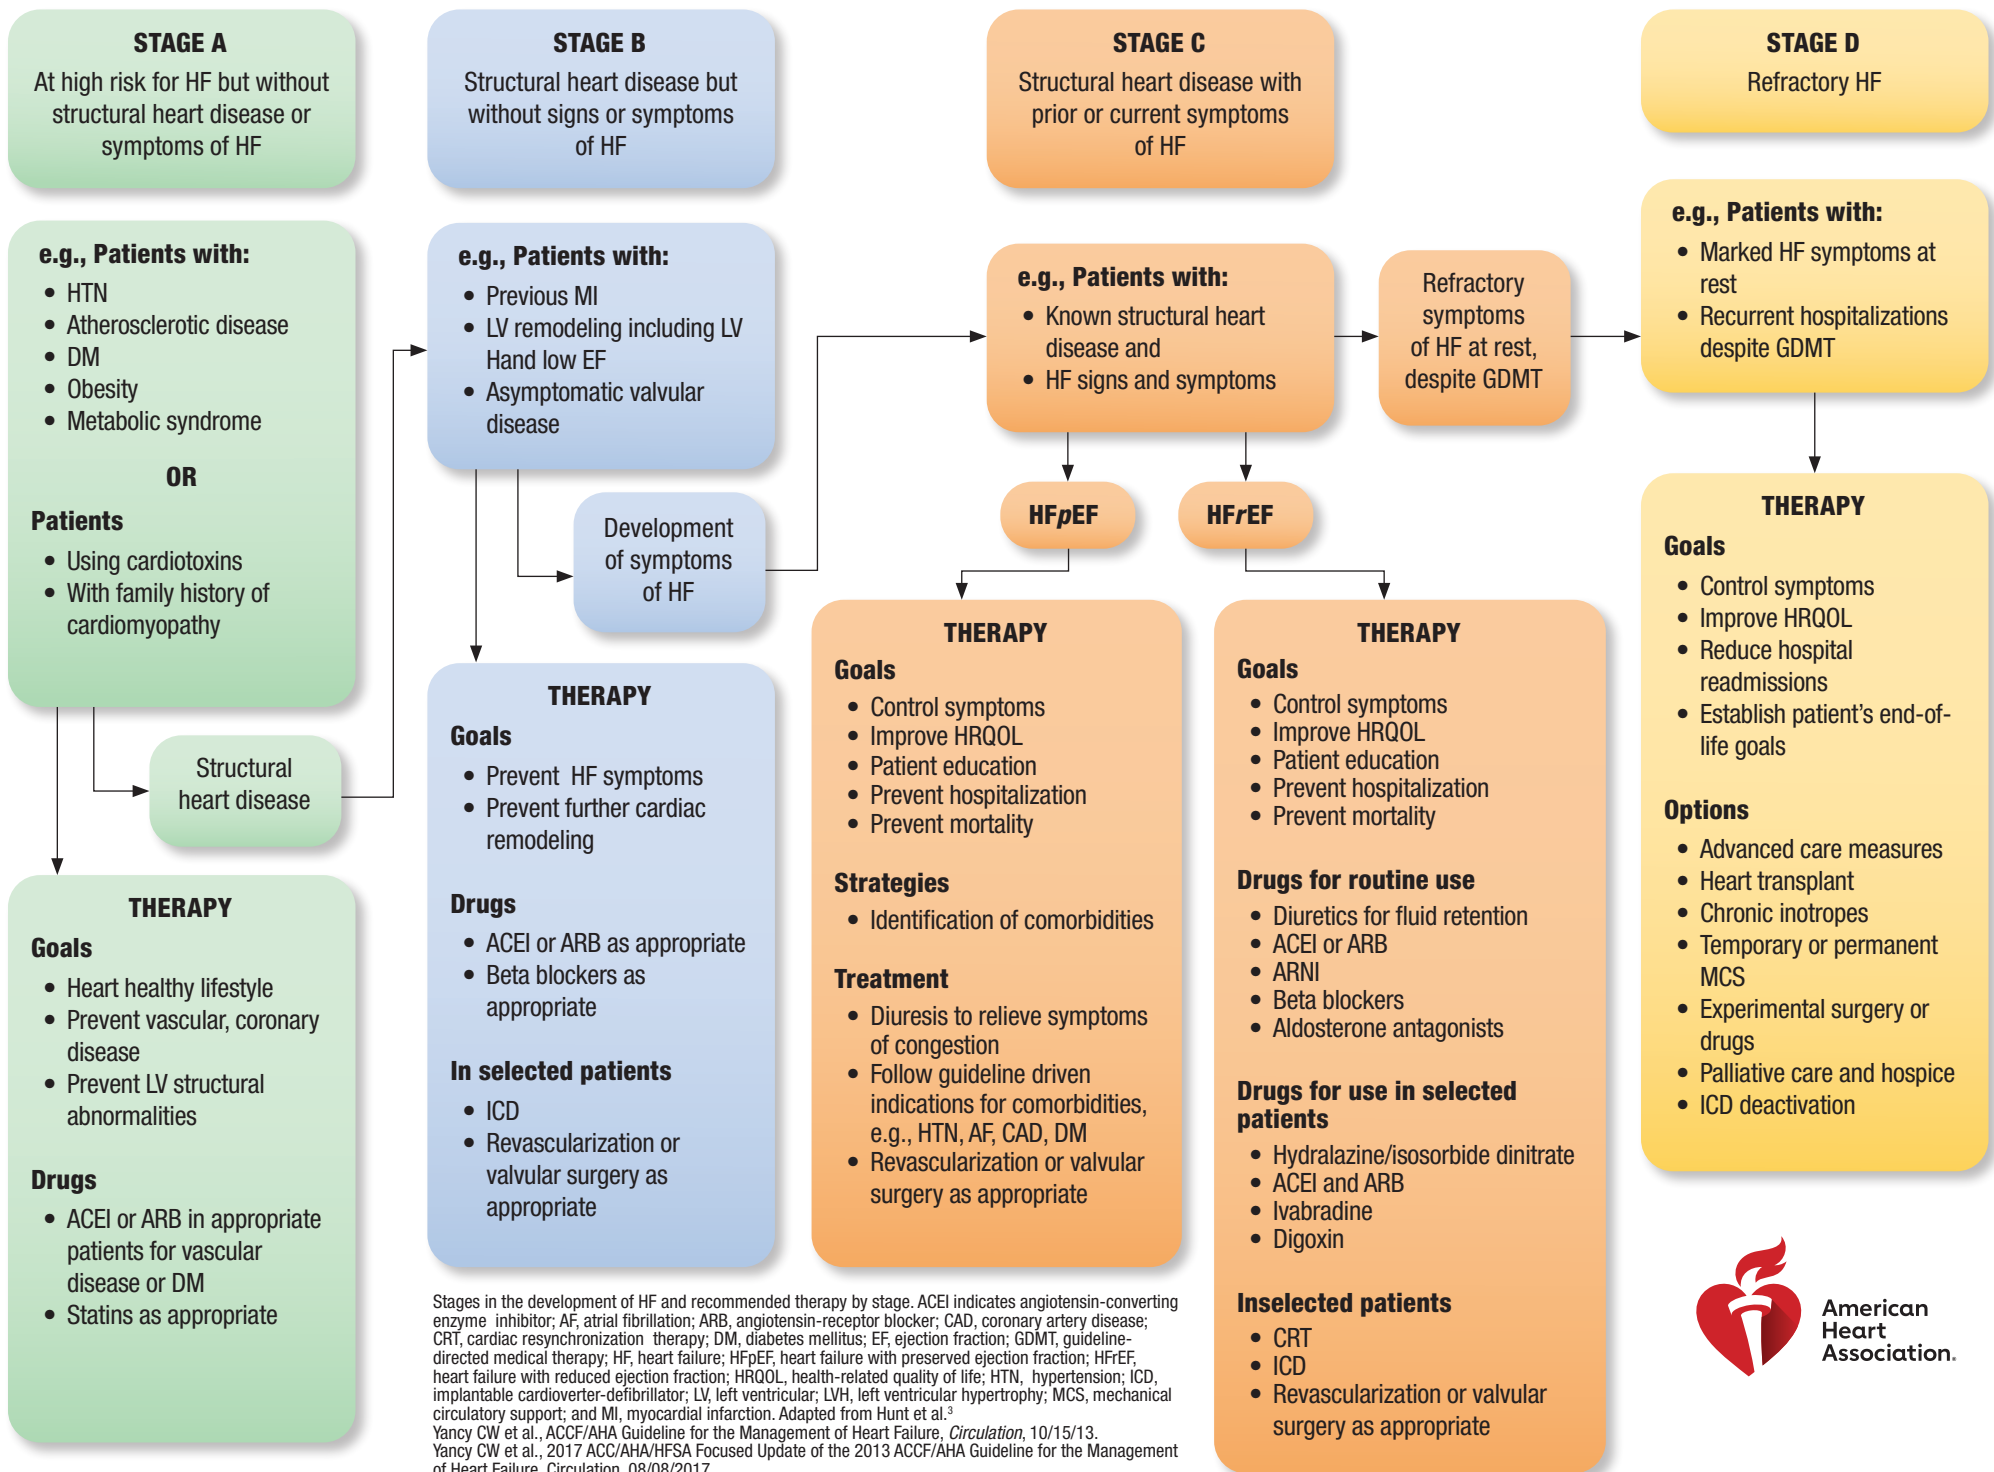 STAGE A
At high risk for HF but without
structural heart disease or
symptoms of HF
e.g., Patients with:
• HTN
• Atherosclerotic disease
• DM
• Obesity
• Metabolic syndrome
OR
Patients
• Using cardiotoxins
• With family history of
cardiomyopathy
Structural
heart disease
THERAPY
Goals
• Heart healthy lifestyle
• Prevent vascular, coronary
disease
• Prevent LV structural
abnormalities
Drugs
• ACEI or ARB in appropriate
patients for vascular
disease or DM
• Statins as appropriate
STAGE B
Structural heart disease but
without signs or symptoms
of HF
e.g., Patients with:
• Previous MI
• LV remodeling including LV
Hand low EF
• Asymptomatic valvular
disease
Development
of symptoms
of HF
THERAPY
Goals
• Prevent HF symptoms
• Prevent further cardiac
remodeling
Drugs
• ACEI or ARB as appropriate
• Beta blockers as
appropriate
In selected patients
• ICD
• Revascularization or
valvular surgery as
appropriate
STAGE C
Structural heart disease with
prior or current symptoms
of HF
e.g., Patients with:
• Known structural heart
disease and
• HF signs and symptoms
Refractory
symptoms
of HF at rest,
despite GDMT
HFpEF
HFrEF
THERAPY
Goals
• Control symptoms
• Improve HRQOL
• Patient education
• Prevent hospitalization
• Prevent mortality
Strategies
• Identification of comorbidities
Treatment
• Diuresis to relieve symptoms
of congestion
• Follow guideline driven
indications for comorbidities,
e.g., HTN, AF, CAD, DM
• Revascularization or valvular
surgery as appropriate
THERAPY
Goals
• Control symptoms
• Improve HRQOL
• Patient education
• Prevent hospitalization
• Prevent mortality
Drugs for routine use
• Diuretics for fluid retention
• ACEI or ARB
• ARNI
• Beta blockers
• Aldosterone antagonists
Drugs for use in selected
patients
• Hydralazine/isosorbide dinitrate
• ACEI and ARB
• Ivabradine
• Digoxin
Inselected patients
• CRT
• ICD
• Revascularization or valvular
surgery as appropriate
STAGE D
Refractory HF
e.g., Patients with:
• Marked HF symptoms at
rest
• Recurrent hospitalizations
despite GDMT
THERAPY
Goals
• Control symptoms
• Improve HRQOL
• Reduce hospital
readmissions
• Establish patient’s end-of-
life goals
Options
• Advanced care measures
• Heart transplant
• Chronic inotropes
• Temporary or permanent
MCS
• Experimental surgery or
drugs
• Palliative care and hospice
• ICD deactivation
Stages in the development of HF and recommended therapy by stage. ACEI indicates angiotensin-converting
enzyme inhibitor; AF, atrial fibrillation; ARB, angiotensin-receptor blocker; CAD, coronary artery disease;
CRT, cardiac resynchronization therapy; DM, diabetes mellitus; EF, ejection fraction; GDMT, guideline-
directed medical therapy; HF, heart failure; HFpEF, heart failure with preserved ejection fraction; HFrEF,
heart failure with reduced ejection fraction; HRQOL, health-related quality of life; HTN, hypertension; ICD,
implantable cardioverter-defibrillator; LV, left ventricular; LVH, left ventricular hypertrophy; MCS, mechanical
circulatory support; and MI, myocardial infarction. Adapted from Hunt et al.³
Yancy CW et al., ACCF/AHA Guideline for the Management of Heart Failure, Circulation, 10/15/13.
Yancy CW et al., 2017 ACC/AHA/HFSA Focused Update of the 2013 ACCF/AHA Guideline for the Management
of Heart Failure, Circulation, 08/08/2017
American
Heart
Association.